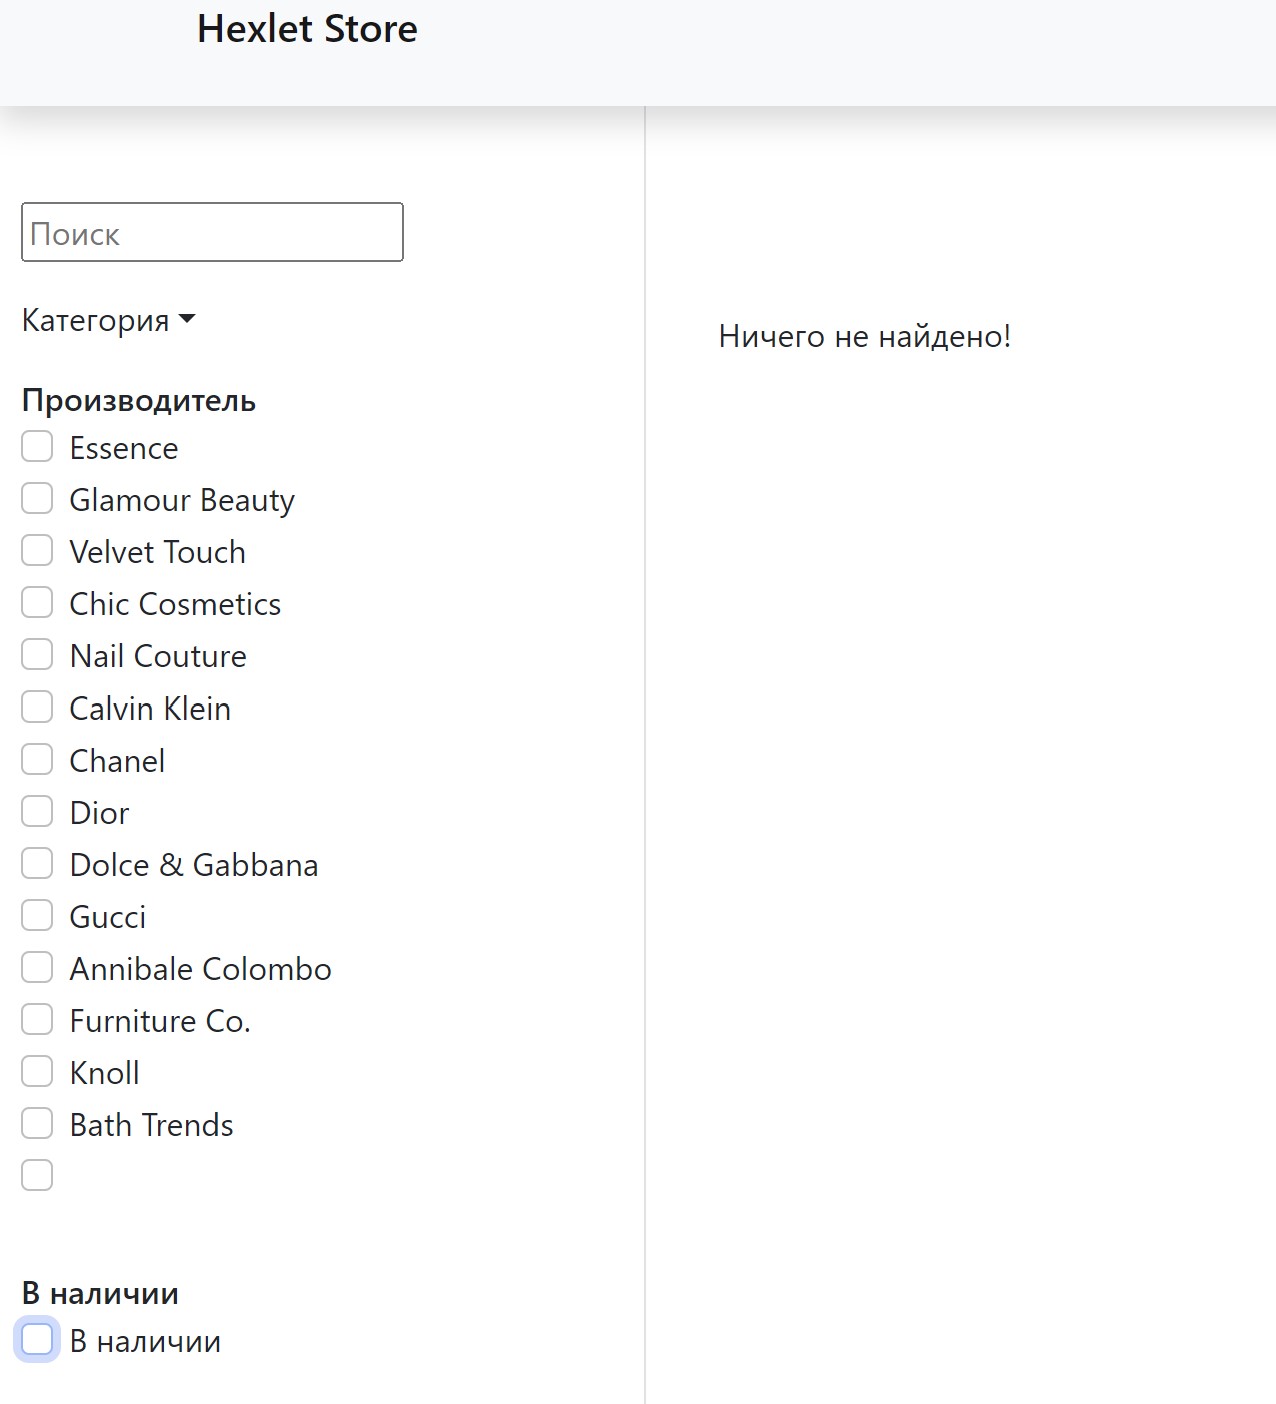 Hexlet Store
Поиск
Категория
Ничего не найдено!
Производитель
Essence
Glamour Beauty
Velvet Touch
Chic Cosmetics
Nail Couture
Calvin Klein
Chanel
Dior
Dolce & Gabbana
Gucci
Annibale Colombo
Furniture Co.
Knoll
Bath Trends
В наличии
В наличии